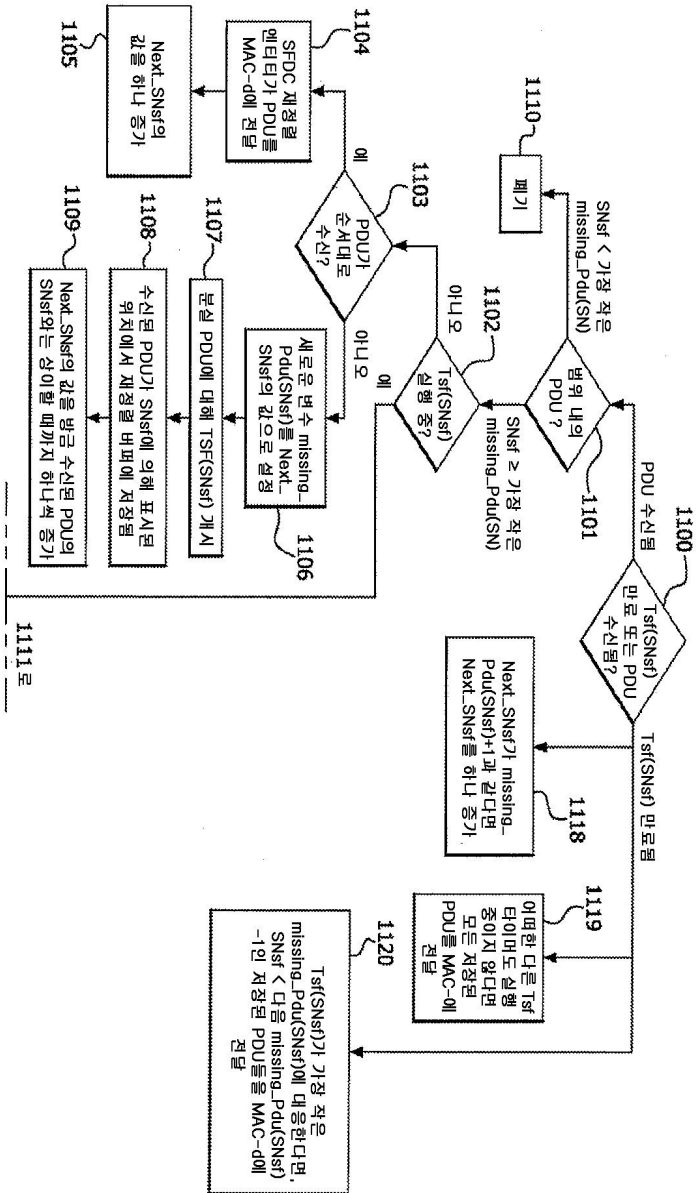 1100
Tsf(SNsf)
만료 또는 PDU
수신됨?
PDU 수신됨
Tsf(SNsf) 만료됨
1101
범위 내의
PDU ?
SNsf < 가장 작은
missing_Pdu(SN)
1110
폐기
SNsf ≥ 가장 작은
missing_Pdu(SN)
1102
Tsf(SNsf)
실행 중?
아니오
예
1103
PDU가
순서대로
수신?
예
아니오
1104
SFDC 재정렬
엔티티가 PDU를
MAC-d에 전달
Next_SNsf의
값을 하나 증가
1105
새로운 변수 missing_
Pdu(SNsf)를 Next_
SNsf의 값으로 설정
1106
1107
분실 PDU에 대해 TSF(SNsf) 개시
1108
수신된 PDU가 SNsf에 의해 표시된
위치에서 재정렬 버퍼에 저장됨
1109
Next_SNsf의 값을 방금 수신된 PDU의
SNsf와는 상이할 때까지 하나씩 증가
1111로
Next_SNsf가 missing_
Pdu(SNsf)+1과 같다면
Next_SNsf를 하나 증가
1118
1119
어떠한 다른 Tsf
타이머도 실행
중이지 않다면
모든 저장된
PDU를 MAC-에
전달
1120
Tsf(SNsf)가 가장 작은
missing_Pdu(SNsf)에 대응한다면,
SNsf < 다음 missing_Pdu(SNsf)
-1인 저장된 PDU들을 MAC-d에
전달